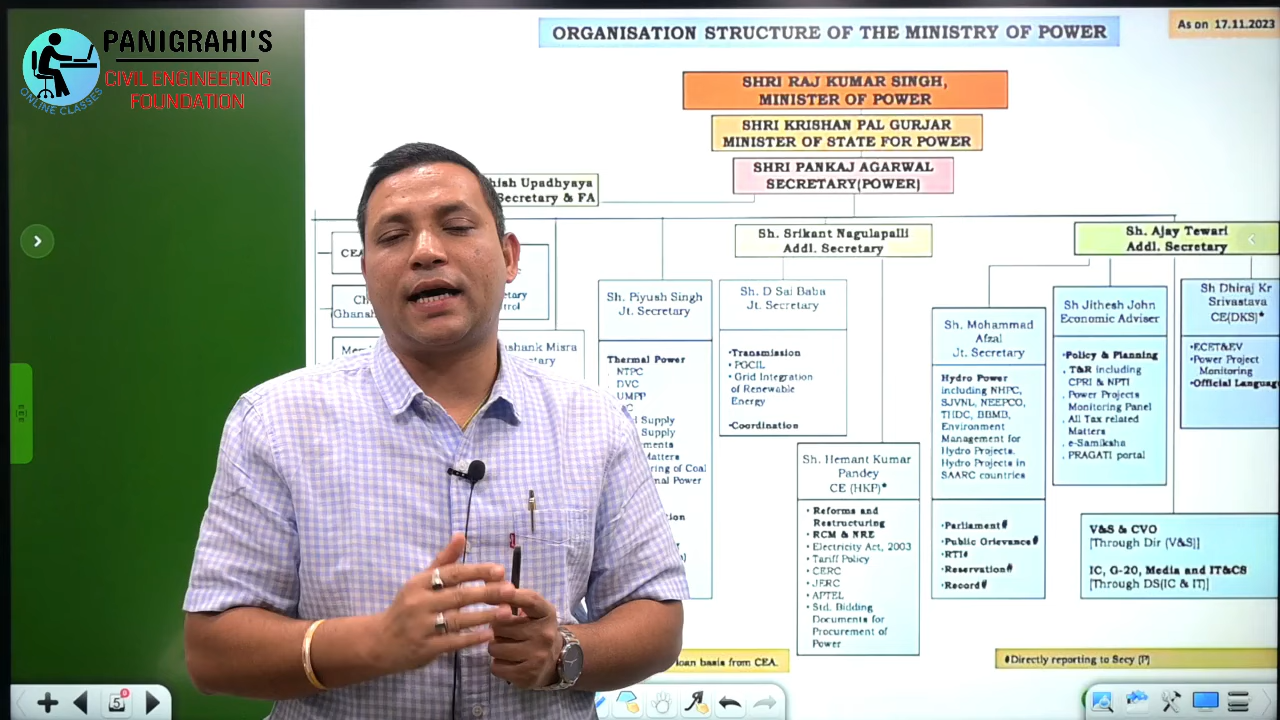 PANIGRAHI'S
CIVIL ENGINEERING
FOUNDATION
ONLINE CLASSES
ORGANISATION STRUCTURE OF THE MINISTRY OF POWER
As on 17.11.2023
SHRI RAJ KUMAR SINGH,
MINISTER OF POWER
SHRI KRISHAN PAL GURJAR
MINISTER OF STATE FOR POWER
SHRI PANKAJ AGARWAL
SECRETARY(POWER)
Upadhyaya
Secretary & FA
Sh. Srikant Nagulapalli
Addl. Secretary
Sh. Ajay Tewari
Addl. Secretary
Sh. Piyush Singh
Jt. Secretary
Thermal Power
NTPC
DVC
UMPP
Supply
Supply
of Coal
Power
Sh. D Sai Baba
Jt. Secretary
•Transmission
•PGCIL
•Grid Integration
of Renewable
Energy
•Coordination
Sh. Hemant Kumar
Pandey
CE (HKP)*
• Reforms and
Restructuring
• RCM & NRE
• Electricity Act, 2003
• Tariff Policy
• CERC
• JERC
• APTEL
• Std. Bidding
Documents for
Procurement of
Power
Sh. Mohammad
Afzal
Jt. Secretary
Hydro Power
including NHPC,
SJVNL, NEEPCO,
THDC, BBMB,
Environment
Management for
Hydro Projects.
Hydro Projects in
SAARC countries
•Parliament#
•Public Grievance#
•RTI#
•Reservation#
•Record#
Sh Jithesh John
Economic Adviser
•Policy & Planning
. T&R including
CPRI & NPTI
. Power Projects
Monitoring Panel
. All Tax related
Matters
. e-Samiksha
. PRAGATI portal
Sh Dhiraj Kr
Srivastava
CE(DKS)*
•ECET&EV
•Power Project
Monitoring
•Official
V&S & CVO
[Through Dir (V&S)]
IC, G-20, Media and IT&CS
[Through DS(IC & IT)]
loan basis from CEA.
#Directly reporting to Secy (P)
5